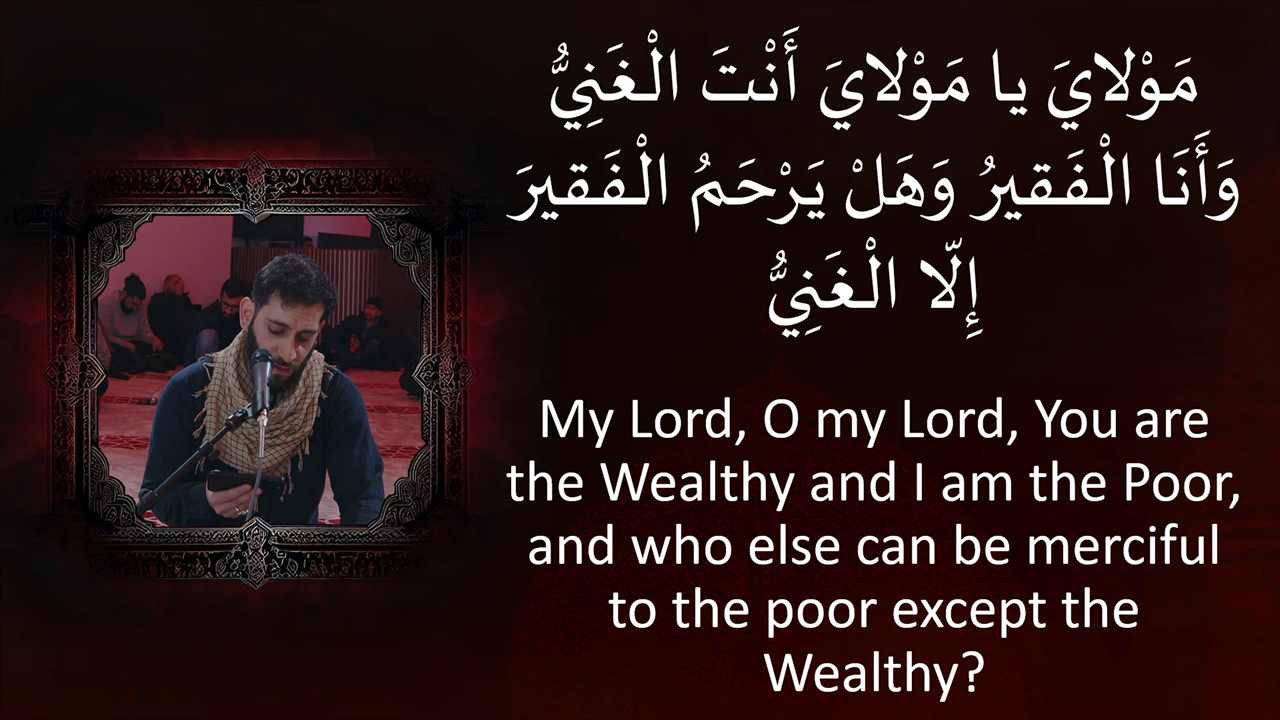 مَوْلايَ يا مَوْلايَ أَنْتَ الْغَنِيُّ
وَأَنَا الْفَقيرُ وَهَلْ يَرْحَمُ الْفَقيرَ
إِلّا الْغَنِيُّ
My Lord, O my Lord, You are
the Wealthy and I am the Poor,
and who else can be merciful
to the poor except the
Wealthy?